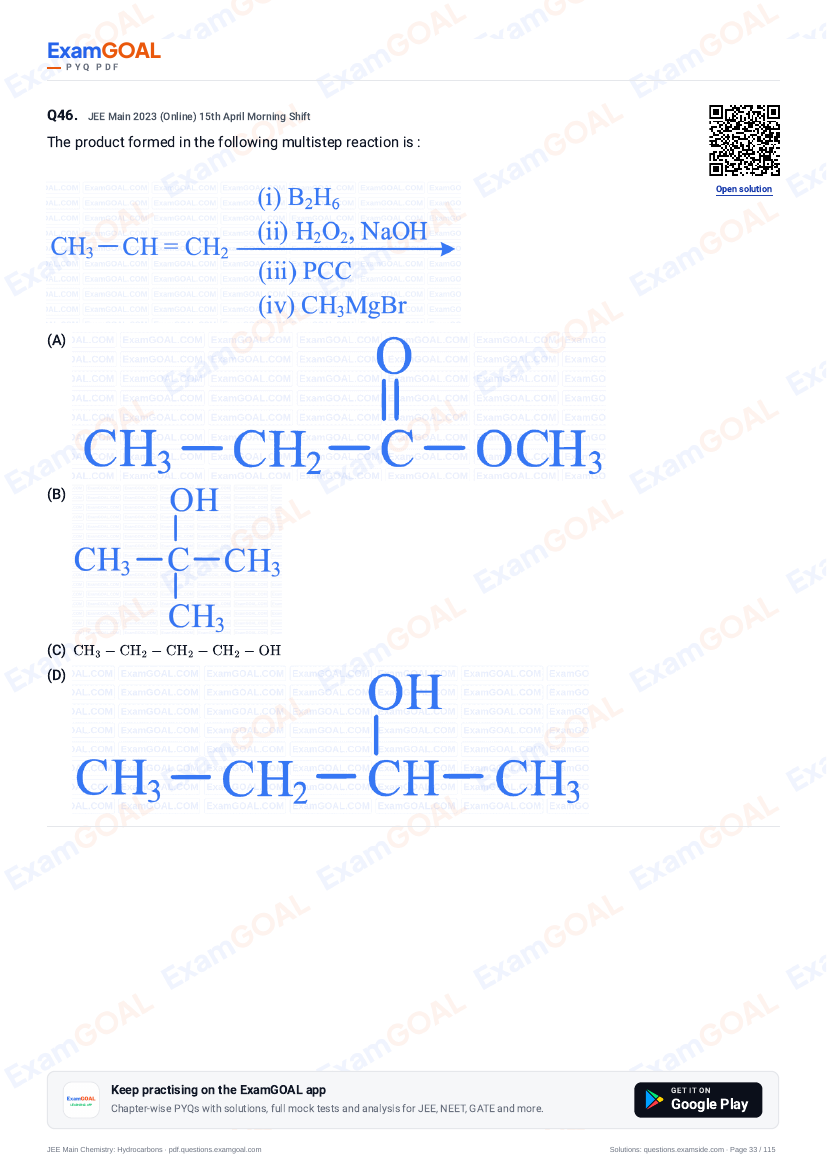 ExamGOAL
PYQ PDF
Q46. JEE Main 2023 (Online) 15th April Morning Shift
The product formed in the following multistep reaction is :
Open solution
(i) B₂H₆
(ii) H₂O₂, NaOH
CH₃ — CH = CH₂
(iii) PCC
(iv) CH₃MgBr
(A)
O
||
CH₃ — CH₂ — C — OCH₃
(B)
OH
|
CH₃ — C — CH₃
|
CH₃
(C) CH₃ − CH₂ − CH₂ − CH₂ − OH
(D)
OH
|
CH₃ — CH₂ — CH — CH₃
Keep practising on the ExamGOAL app
Chapter-wise PYQs with solutions, full mock tests and analysis for JEE, NEET, GATE and more.
GET IT ON
Google Play
JEE Main Chemistry: Hydrocarbons · pdf.questions.examgoal.com
Solutions: questions.examside.com · Page 33 / 115